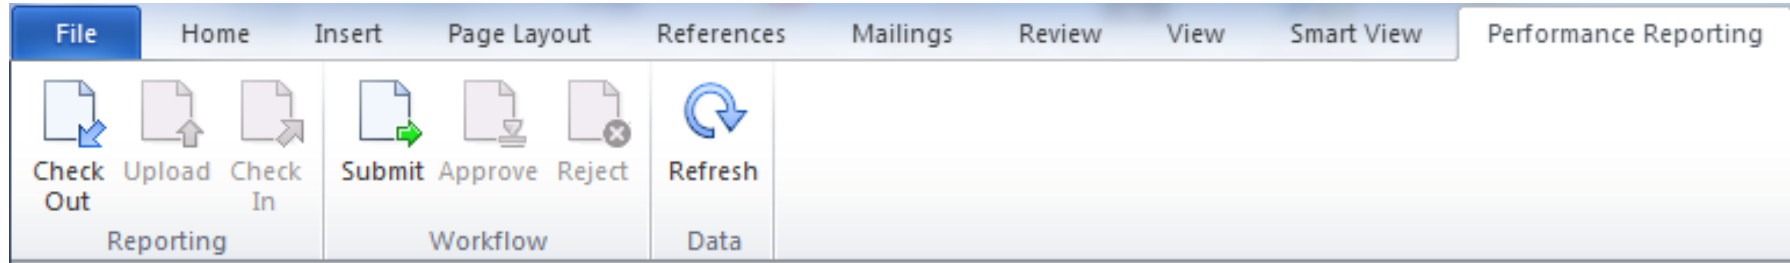 File Home Insert Page Layout References Mailings Review View Smart View Performance Reporting
Check Upload Check Submit Approve Reject Refresh
Out In
Reporting Workflow Data